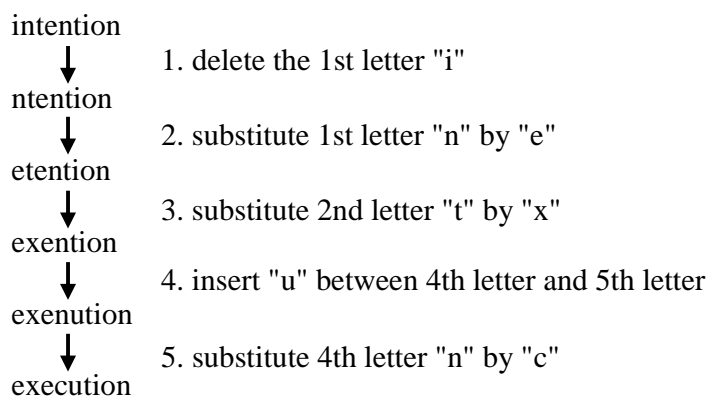 intention
1. delete the 1st letter "i"
ntention
2. substitute 1st letter "n" by "e"
etention
3. substitute 2nd letter "t" by "x"
exention
4. insert "u" between 4th letter and 5th letter
exenution
5. substitute 4th letter "n" by "c"
execution